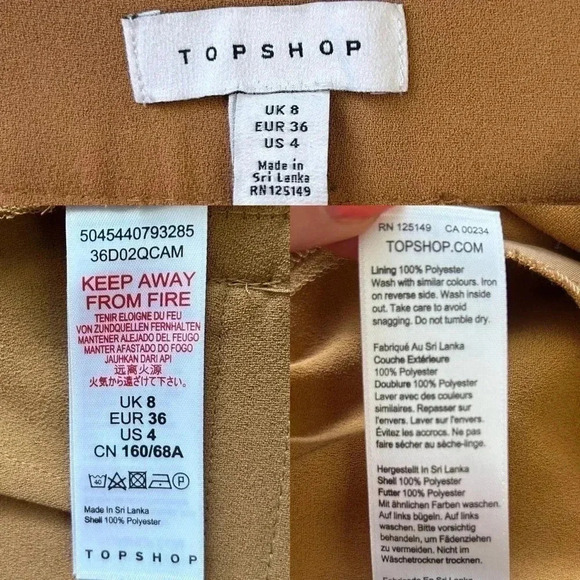 TOPSHOP
UK 8
EUR 36
US 4
Made in
Sri Lanka
RN 125149
5045440793285
36D02QCAM
KEEP AWAY
FROM FIRE
TENIR ELOIGNE DU FEU
VON ZUNDQUELLEN FERNHALTEN
MANTENER ALEJADO DEL FEUGO
MANTER AFASTADO DO FOGO
JAUHKAN DARI API
远离火源
火気から遠ざけて下さい。
UK 8
EUR 36
US 4
CN 160/68A
40
P
Made In Sri Lanka
Shell 100% Polyester
TOPSHOP
RN 125149 CA 00234
TOPSHOP.COM
Lining 100% Polyester
Wash with similar colours. Iron
on reverse side. Wash inside
out. Take care to avoid
snagging. Do not tumble dry.
Fabriqué Au Sri Lanka
Couche Extérieure
100% Polyester
Doublure 100% Polyester
Laver avec des couleurs
similaires. Repasser sur
l'envers. Laver sur l'envers.
Évitez les accrocs. Ne pas
faire sécher au sèche-linge.
Hergestellt In Sri Lanka
Shell 100% Polyester
Futter 100% Polyester
Mit ähnlichen Farben waschen.
Auf links bügeln. Auf links
waschen. Bitte vorsichtig
behandeln, um Fädenziehen
zu vermeiden. Nicht im
Wäschetrockner trocknen.
Fabricado En Sri Lanka